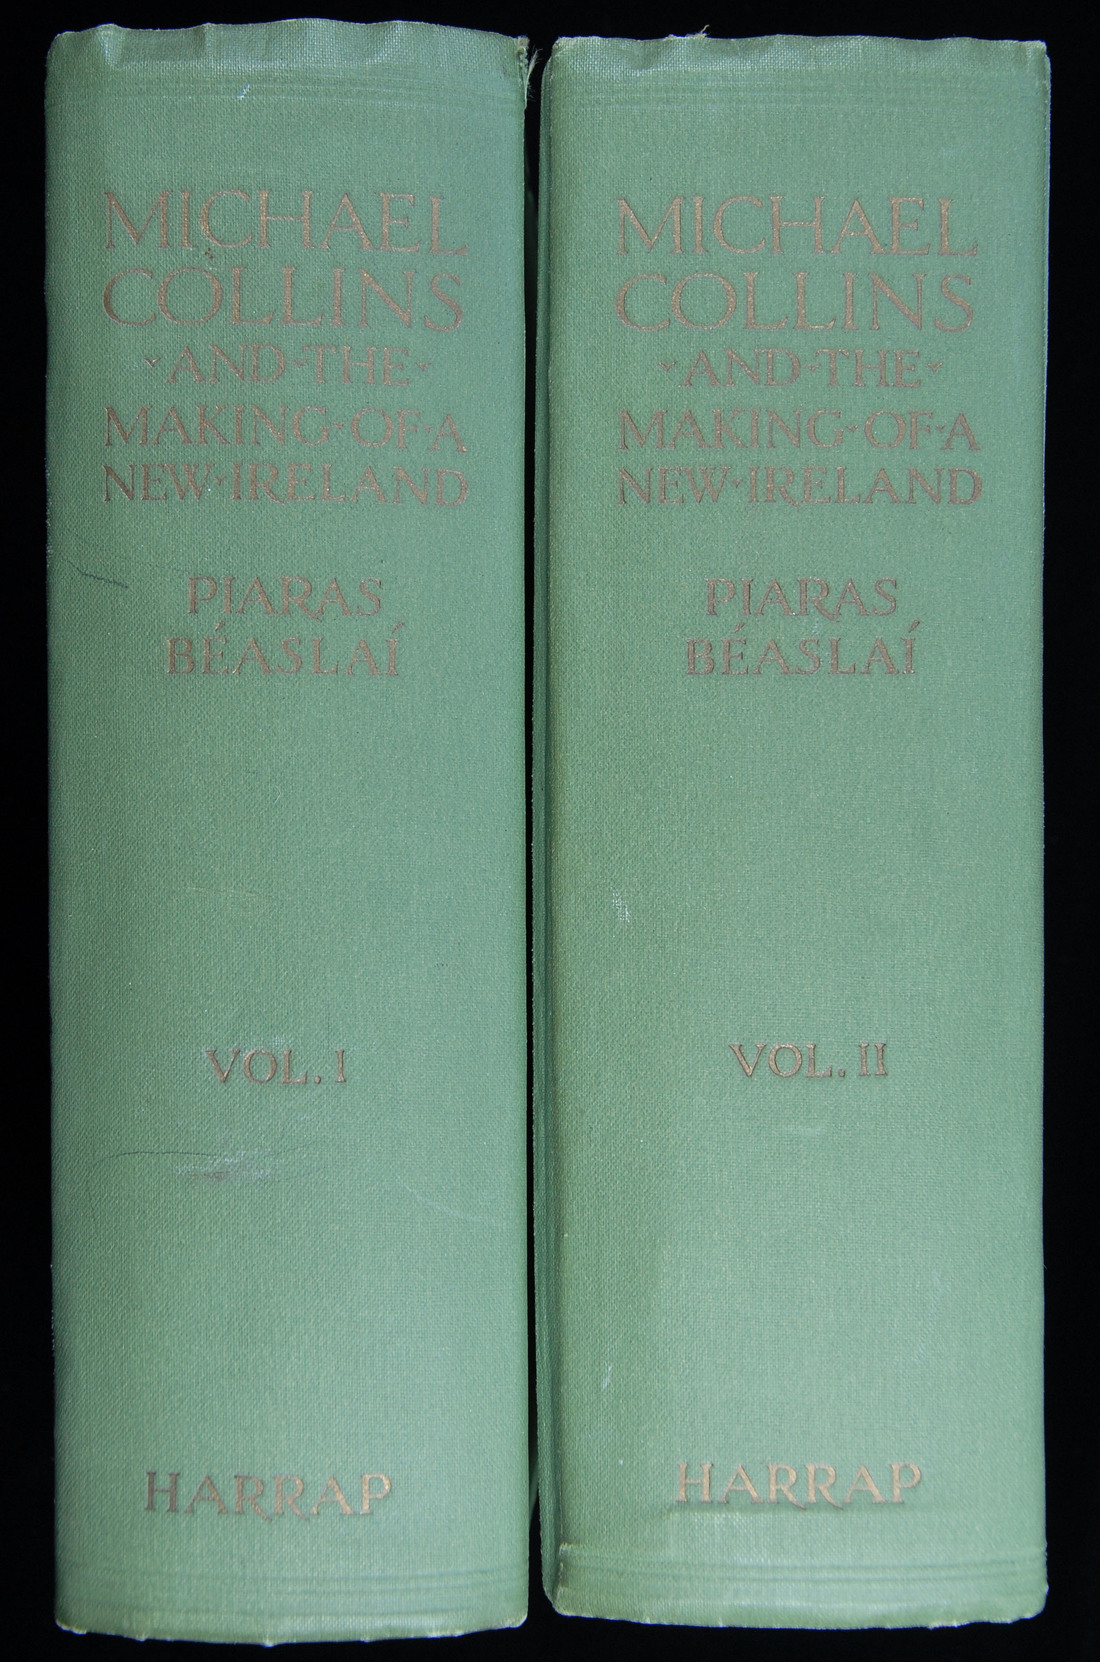 MICHAEL
COLLINS
AND·THE
MAKING·OF·A
NEW·IRELAND
PIARAS
BÉASLAÍ
VOL. I
HARRAP
MICHAEL
COLLINS
AND·THE
MAKING·OF·A
NEW·IRELAND
PIARAS
BÉASLAÍ
VOL. II
HARRAP